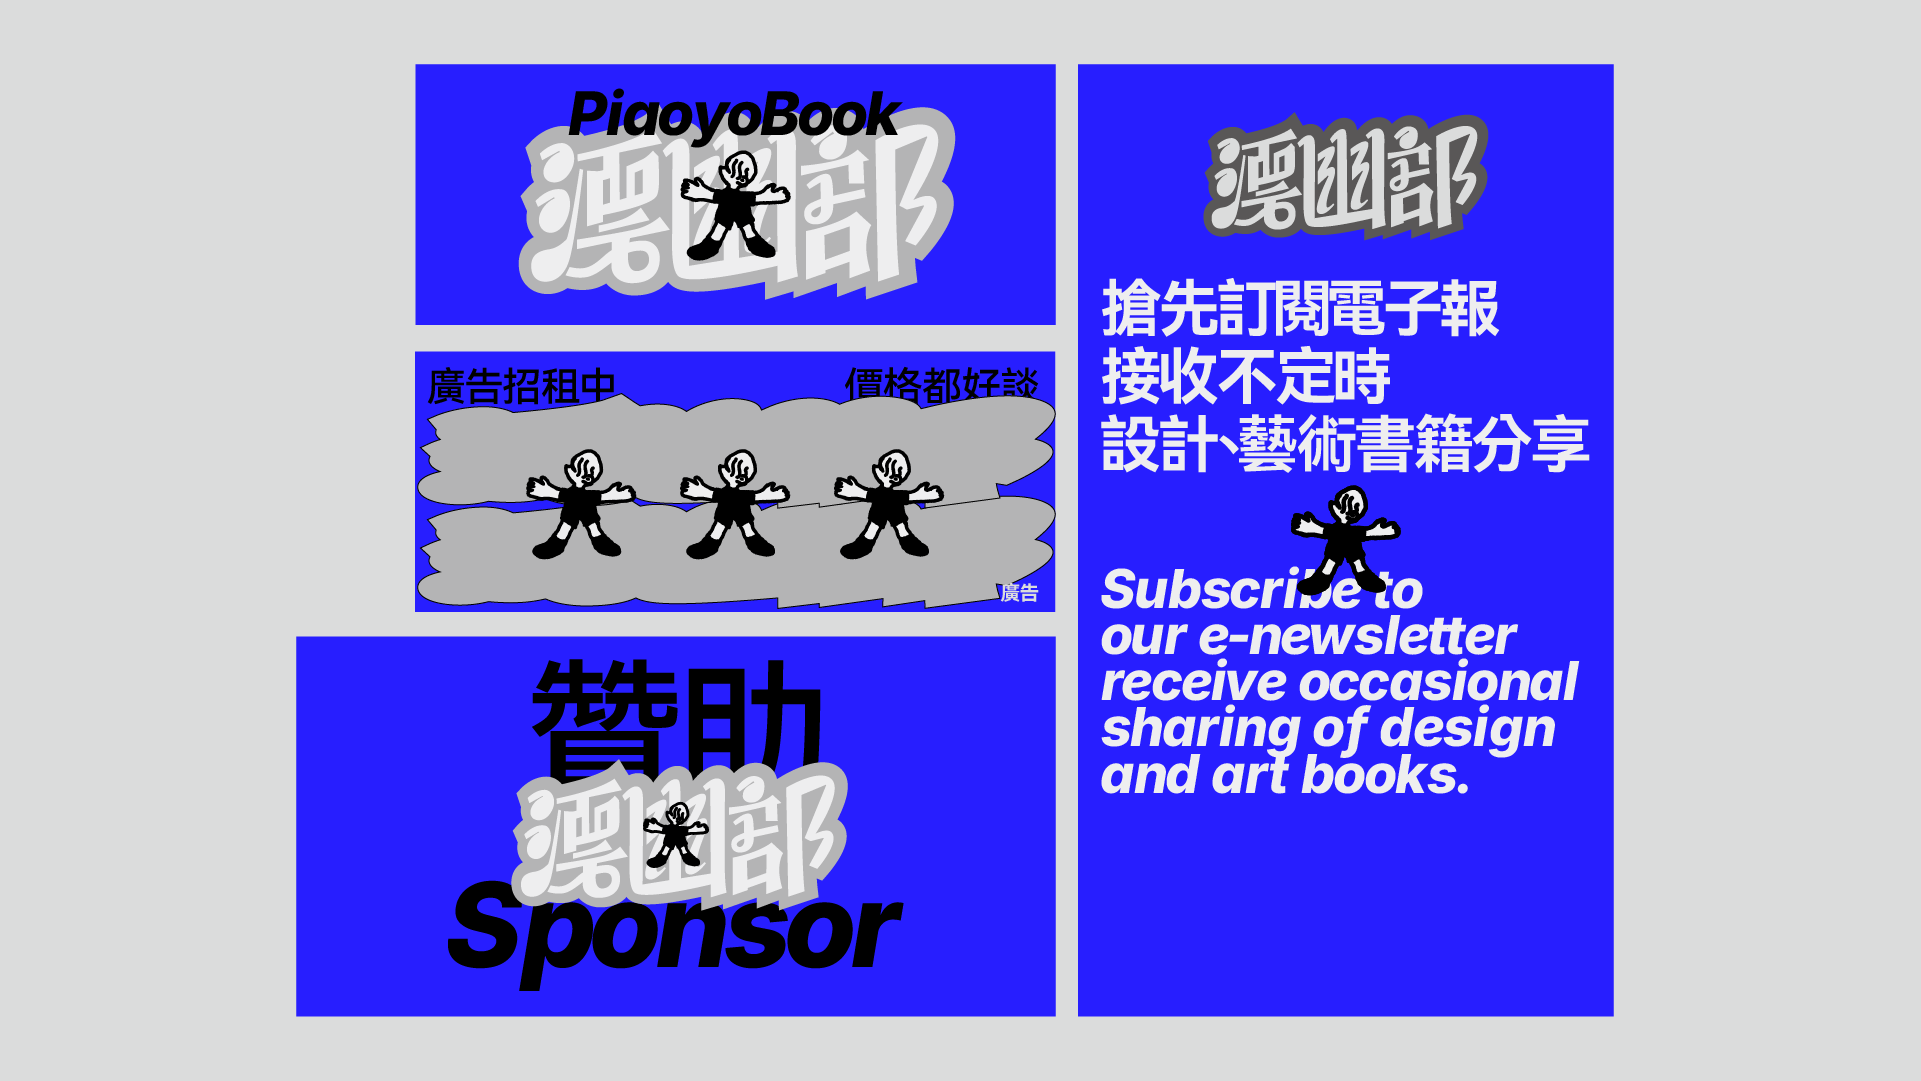 PiaoyoBook
漂幽部
廣告招租中
價格都好談
廣告
贊助
漂幽部
Sponsor
漂幽部
搶先訂閱電子報
接收不定時
設計、藝術書籍分享
Subscribe to
our e-newsletter
receive occasional
sharing of design
and art books.